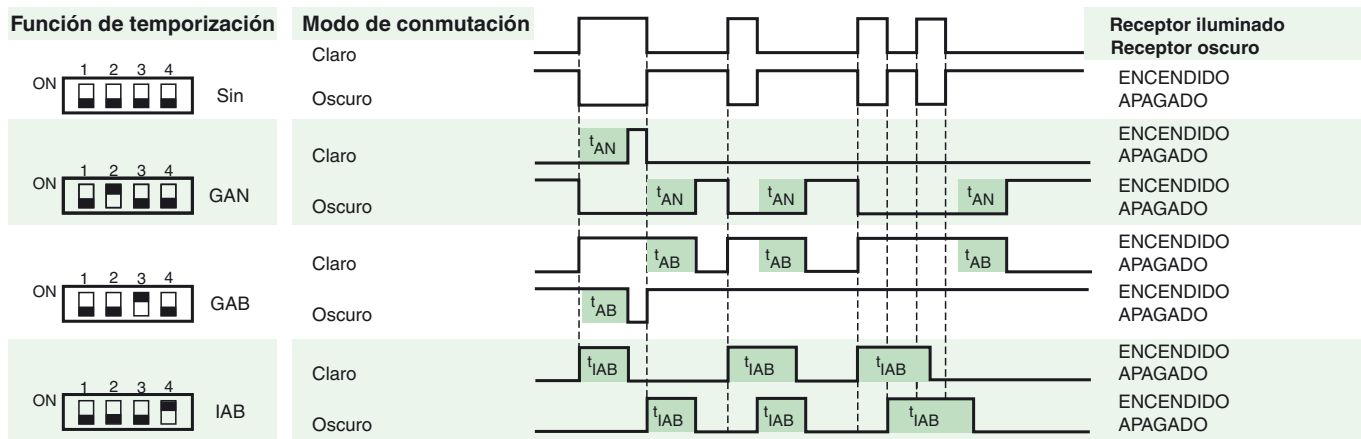 Función de temporización
Modo de conmutación
Receptor iluminado
Receptor oscuro
Claro
ON 1 2 3 4 Sin
Oscuro
ENCENDIDO
APAGADO
ON 1 2 3 4 GAN
Claro
tAN
ENCENDIDO
APAGADO
Oscuro
tAN tAN tAN
ENCENDIDO
APAGADO
ON 1 2 3 4 GAB
Claro
tAB tAB tAB
ENCENDIDO
APAGADO
Oscuro
tAB
ENCENDIDO
APAGADO
ON 1 2 3 4 IAB
Claro
tIAB tIAB tIAB
ENCENDIDO
APAGADO
Oscuro
tIAB tIAB tIAB
ENCENDIDO
APAGADO